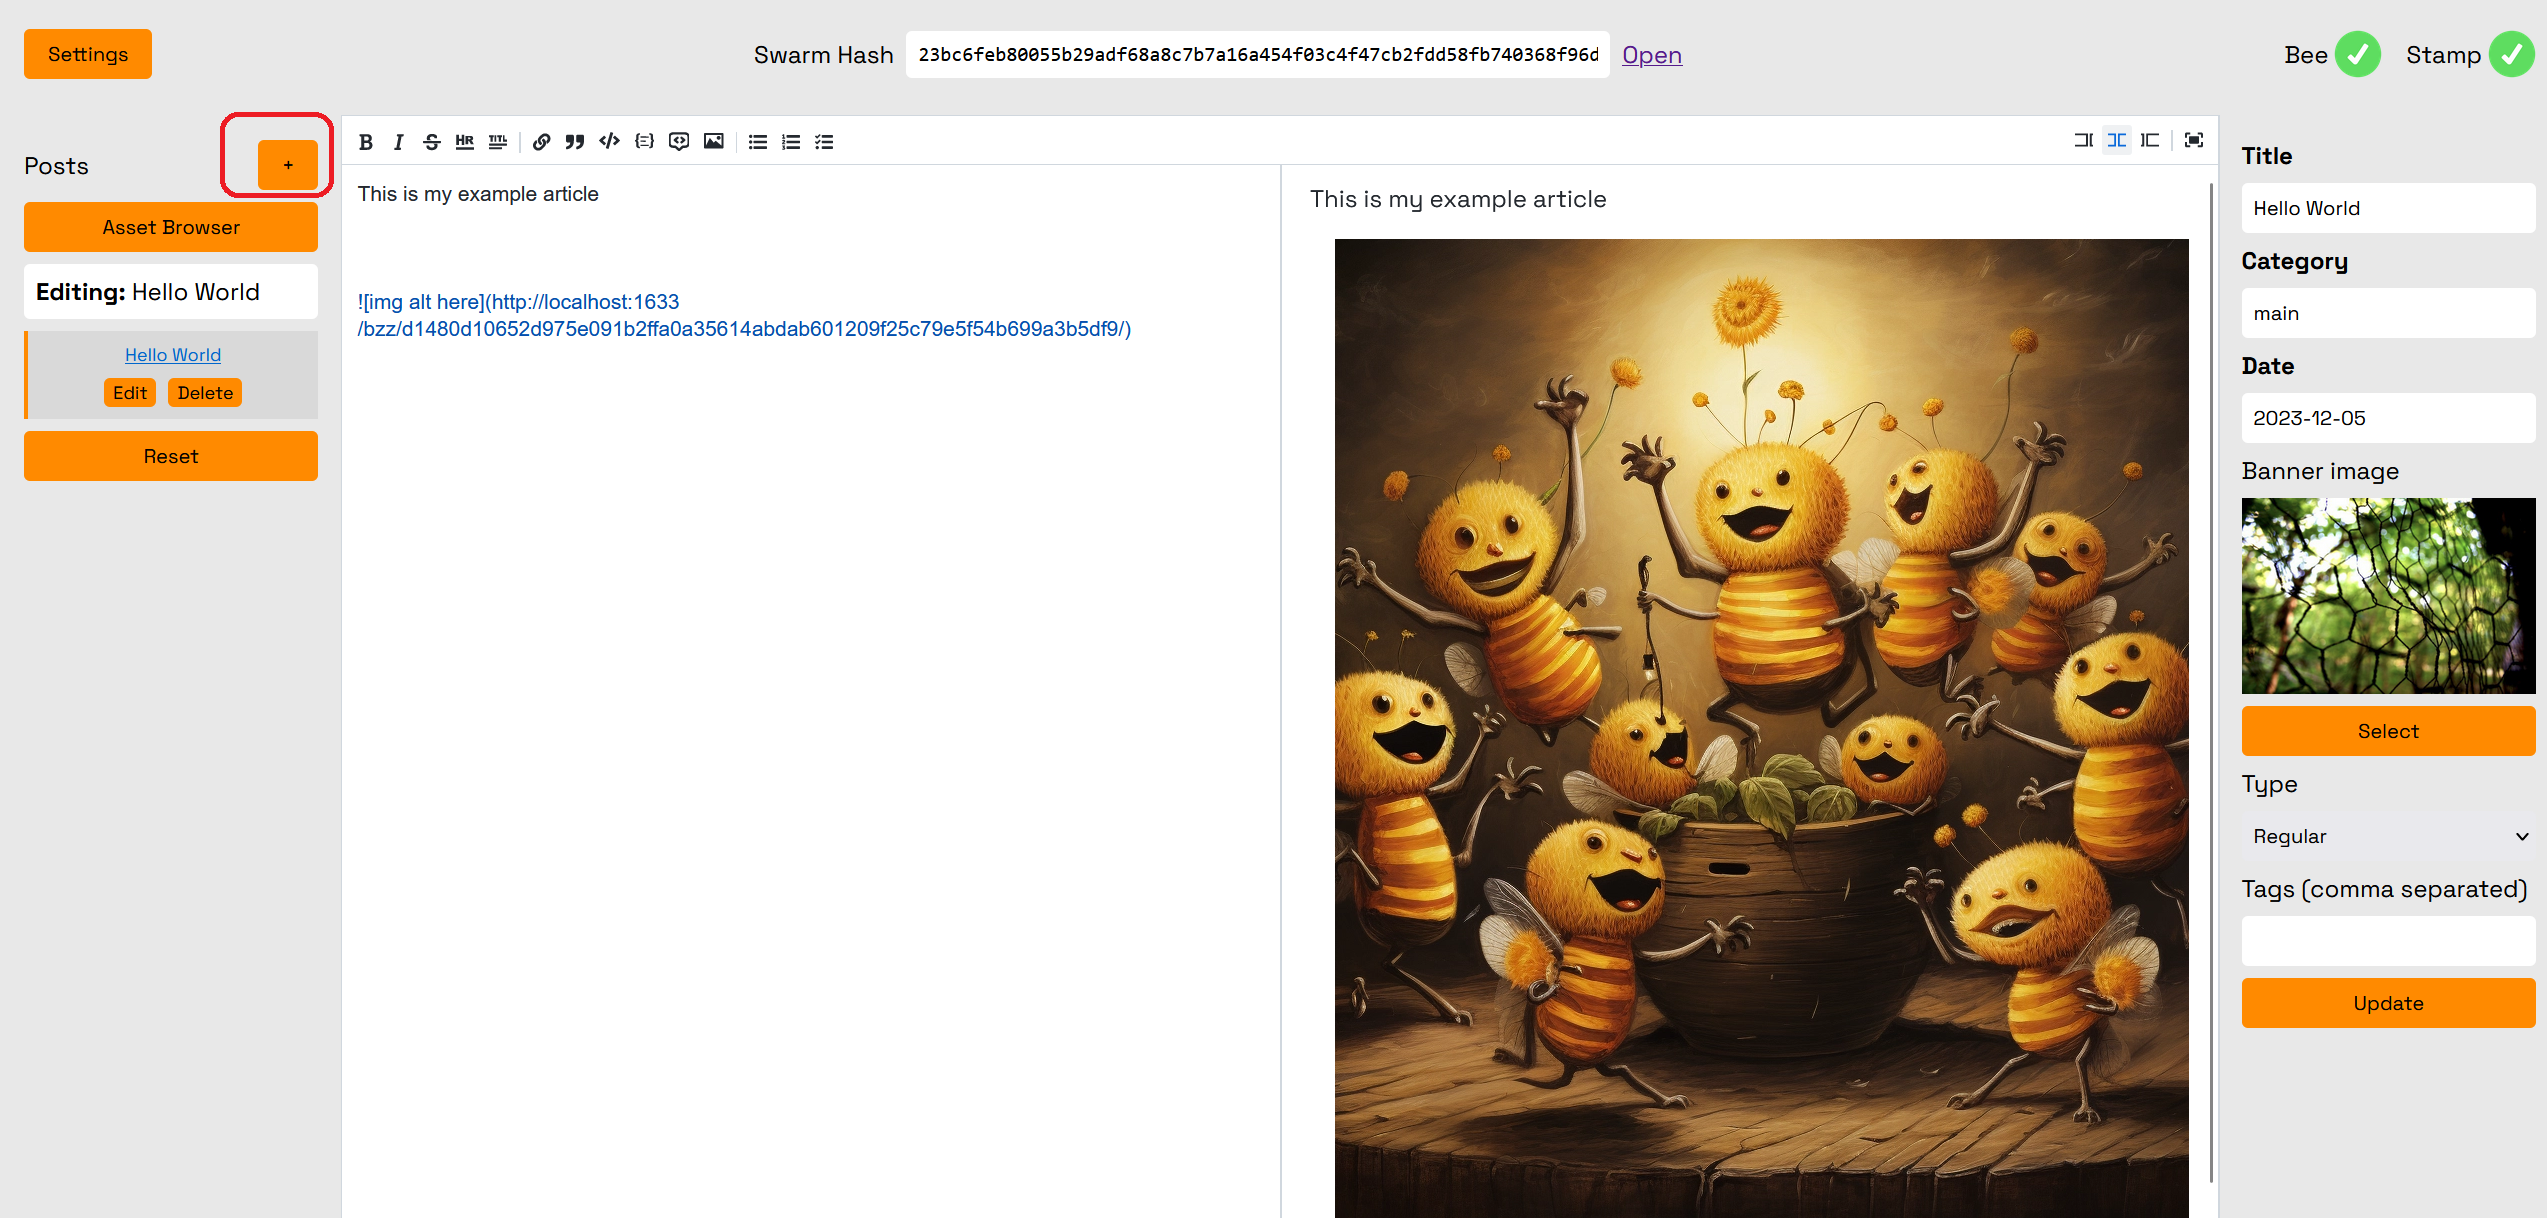 Settings
Swarm Hash 23bc6feb80055b29adf68a8c7b7a16a454f03c4f47cb2fdd58fb740368f96d Open
Bee Stamp
Posts +
Asset Browser
Editing: Hello World
Hello World
Edit Delete
Reset
B I S HR TITL
This is my example article
![img alt here](http://localhost:1633
/bzz/d1480d10652d975e091b2ffa0a35614abdab601209f25c79e5f54b699a3b5df9/)
This is my example article
Title
Hello World
Category
main
Date
2023-12-05
Banner image
Select
Type
Regular
Tags (comma separated)
Update